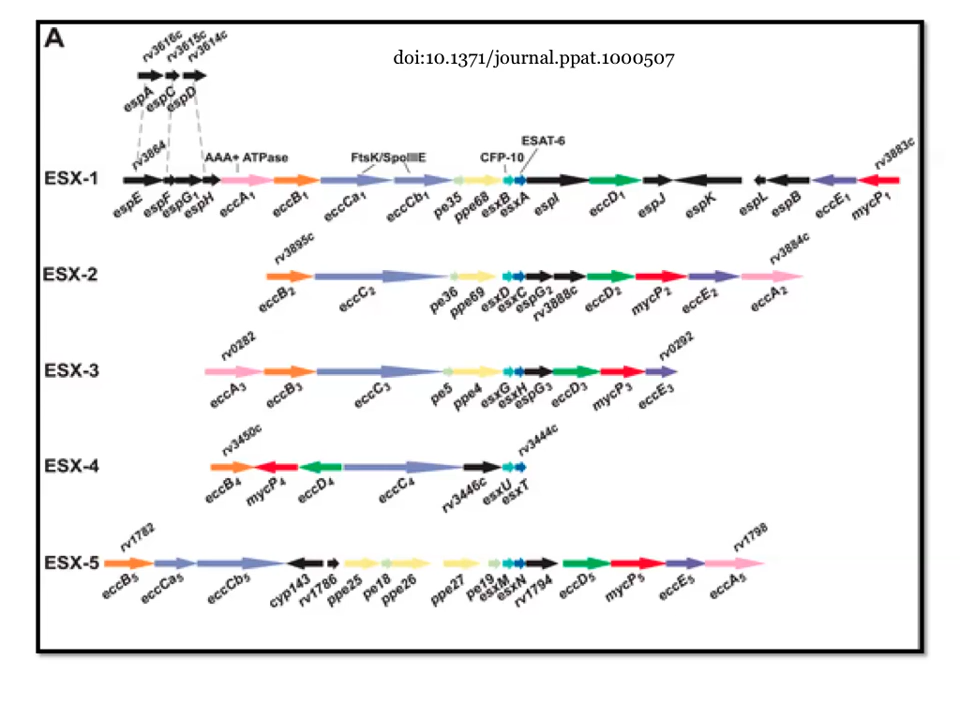 A
doi:10.1371/journal.ppat.1000507
rv3616c rv3615c rv3614c
espA espC espD
rv3864 AAA+ ATPase FtsK/SpoIIIE CFP-10 ESAT-6 rv3883c
ESX-1
espE espF espG₁ espH eccA₁ eccB₁ eccCa₁ eccCb₁ pe35 ppe68 esxB esxA espI eccD₁ espJ espK espL espB eccE₁ mycP₁
rv3895c rv3884c
ESX-2
eccB₂ eccC₂ pe36 ppe69 esxD esxC espG₂ rv3888c eccD₂ mycP₂ eccE₂ eccA₂
rv0282 rv0292
ESX-3
eccA₃ eccB₃ eccC₃ pe5 ppe4 esxG esxH espG₃ eccD₃ mycP₃ eccE₃
rv3450c rv3444c
ESX-4
eccB₄ mycP₄ eccD₄ eccC₄ rv3446c esxU esxT
rv1782 rv1798
ESX-5
eccB₅ eccCa₅ eccCb₅ cyp143 rv1786 ppe25 pe18 ppe26 ppe27 pe19 esxM esxN rv1794 eccD₅ mycP₅ eccE₅ eccA₅